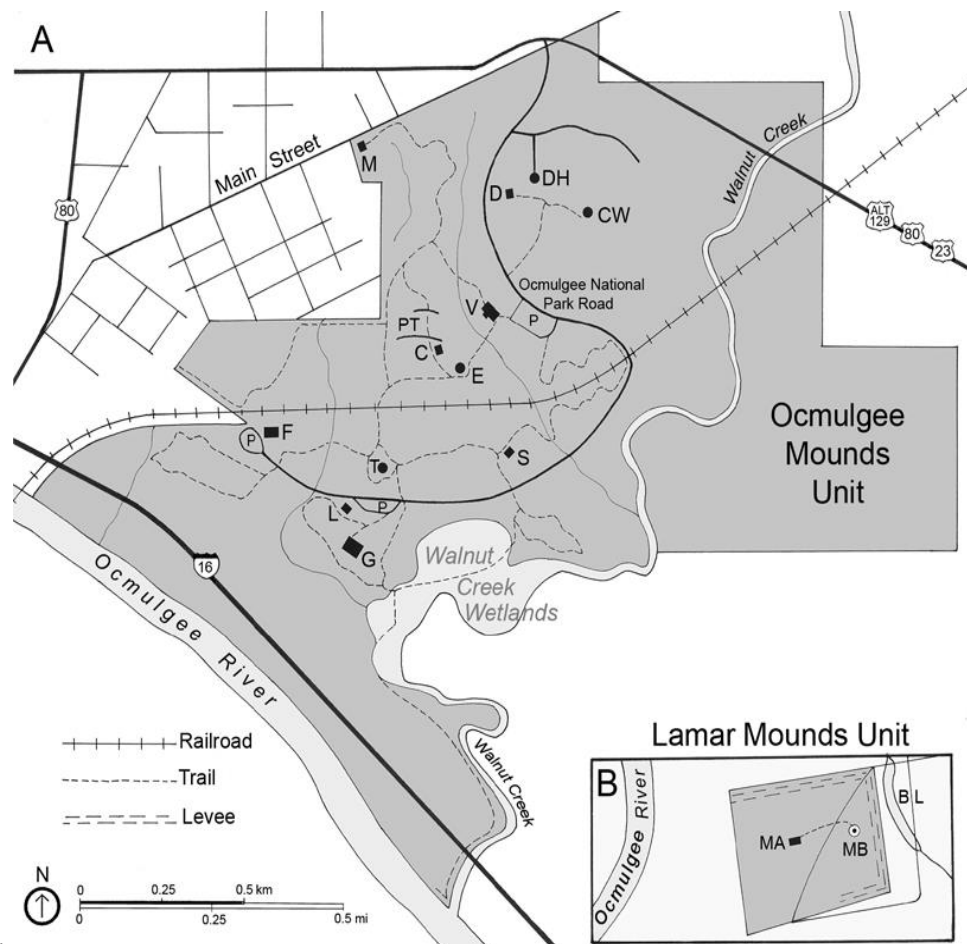 A
Main Street
M
80
DH
D
CW
Walnut Creek
ALT
129
80
23
Ocmulgee National
Park Road
V
P
PT
C
E
F
P
T
S
L
P
G
Ocmulgee
Mounds
Unit
Walnut
Creek
Wetlands
16
Ocmulgee River
Railroad
Trail
Levee
Walnut Creek
N
0 0.25 0.5 km
0 0.25 0.5 mi
Lamar Mounds Unit
B
Ocmulgee River
MA
MB
B L